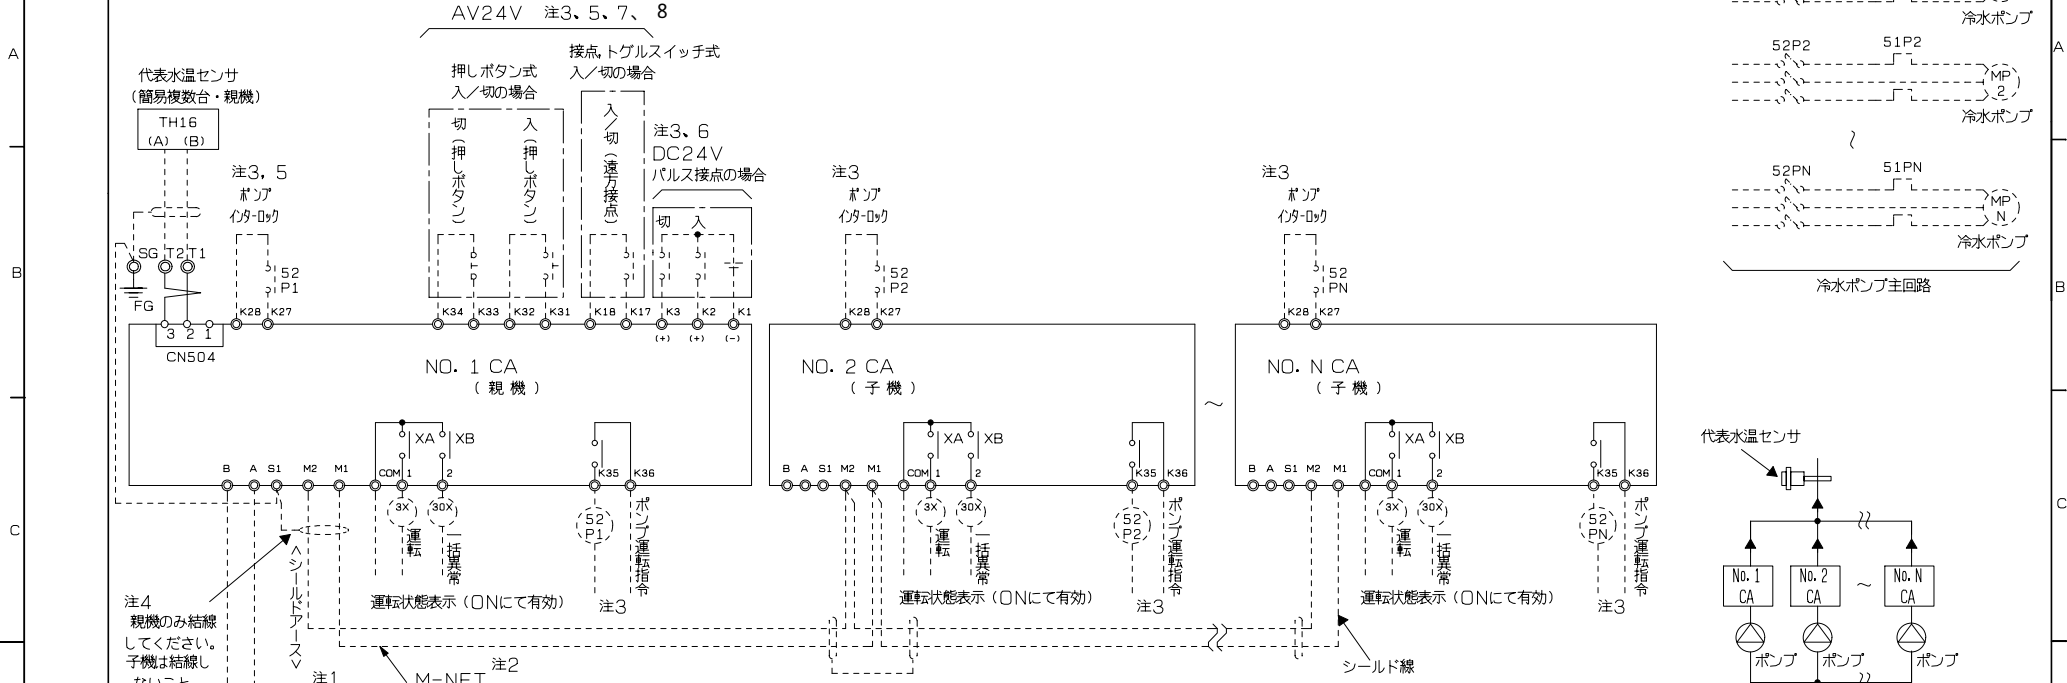 AV24V 注3、5、7、 8
接点,トグルスイッチ式
入／切の場合
押しボタン式
入／切の場合
代表水温センサ
（簡易複数台・親機）
TH16
(A) (B)
切（押しボタン）
入（押しボタン）
入／切（遠方接点）
注3、6
DC24V
パルス接点の場合
切 入
注3, 5
ポンプ
インターロック
注3
ポンプ
インターロック
注3
ポンプ
インターロック
SG T2 T1
FG
52
P1
52
P2
52
PN
K28 K27 K34 K33 K32 K31 K18 K17 K3 K2 K1
(+) (+) (-)
K28 K27
K28 K27
3 2 1
CN504
NO. 1 CA
（ 親 機 ）
NO. 2 CA
（ 子 機 ）
～
NO. N CA
（ 子 機 ）
XA XB
XA XB
XA XB
B A S1 M2 M1 COM 1 2 K35 K36
B A S1 M2 M1 COM 1 2 K35 K36
B A S1 M2 M1 COM 1 2 K35 K36
3X 30X
運転
一括異常
52
P1
ポンプ運転指令
3X 30X
運転
一括異常
52
P2
ポンプ運転指令
3X 30X
運転
一括異常
52
PN
ポンプ運転指令
運転状態表示（ONにて有効）
注3
運転状態表示（ONにて有効）
注3
運転状態表示（ONにて有効）
注3
<シールドアース>
注4
親機のみ結線
してください。
子機は結線し
ないこと
注1
注2
M-NET
シールド線
冷水ポンプ
52P2 51P2
MP
2
冷水ポンプ
～
52PN 51PN
MP
N
冷水ポンプ
冷水ポンプ主回路
代表水温センサ
No. 1
CA
No. 2
CA
～
No. N
CA
ポンプ ポンプ ポンプ
A
B
C
A
B
C